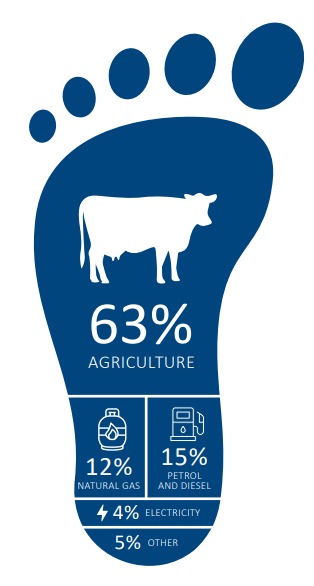 63%
AGRICULTURE
12%
NATURAL GAS
15%
PETROL
AND DIESEL
4% ELECTRICITY
5% OTHER